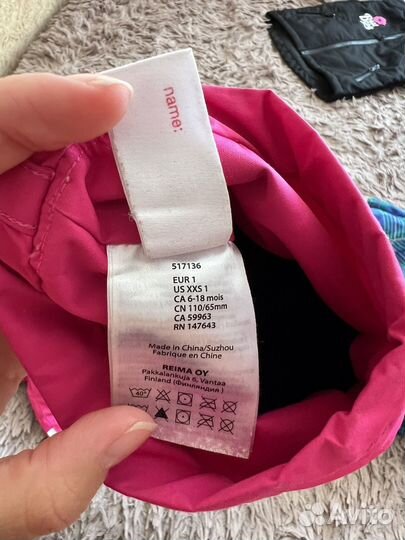 name:
517136
EUR 1
US XXS 1
CA 6-18 mois
CN 110/65mm
CA 59963
RN 147643
Made in China/Suzhou
Fabriqué en Chine
REIMA OY
Pakkalankuja 6, Vantaa
Finland (Финляндия)
40°
Avito